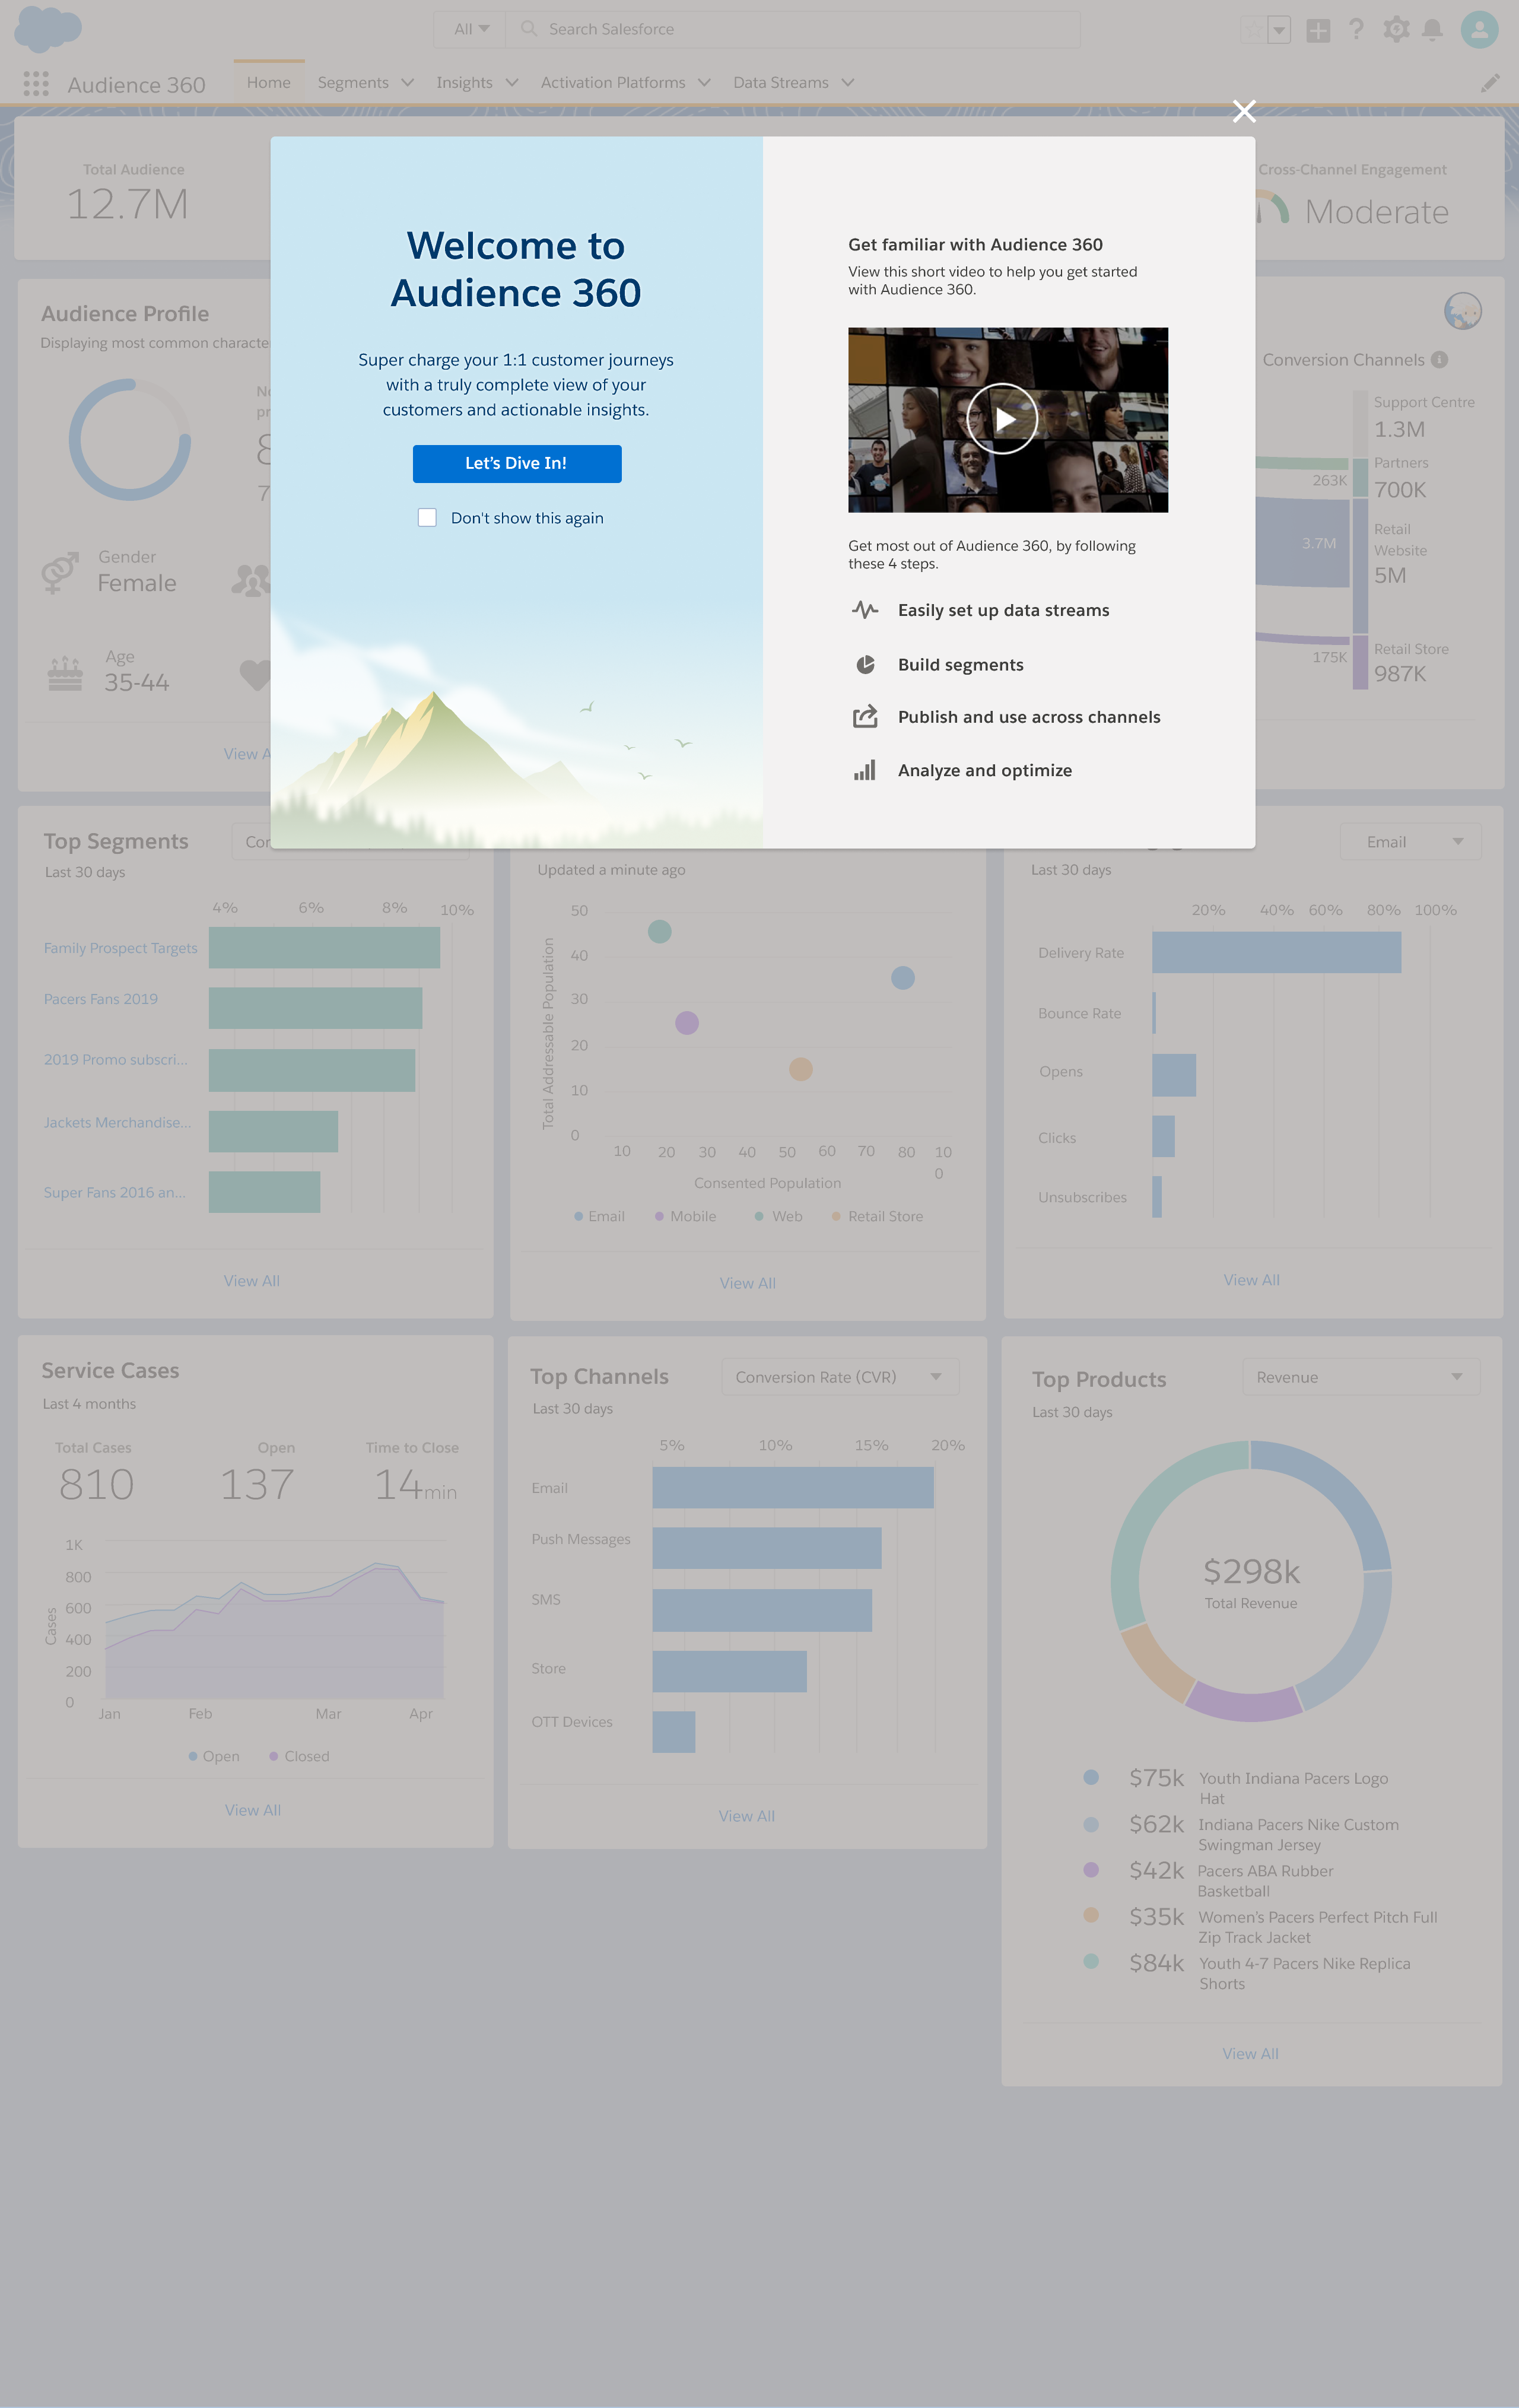 All
Search Salesforce
Audience 360
Home
Segments
Insights
Activation Platforms
Data Streams
Total Audience
12.7M
Cross-Channel Engagement
Moderate
Welcome to
Audience 360
Super charge your 1:1 customer journeys
with a truly complete view of your
customers and actionable insights.
Let's Dive In!
Don't show this again
Get familiar with Audience 360
View this short video to help you get started
with Audience 360.
Get most out of Audience 360, by following
these 4 steps.
Easily set up data streams
Build segments
Publish and use across channels
Analyze and optimize
Audience Profile
Displaying most common
Gender
Female
Age
35-44
View
Conversion Channels
Support Centre
1.3M
Partners
263K
700K
Retail
Website
3.7M
5M
Retail Store
175K
987K
Top Segments
Last 30 days
4%
6%
8%
10%
Family Prospect Targets
Pacers Fans 2019
2019 Promo subscri...
Jackets Merchandise...
Super Fans 2016 an...
View All
Updated a minute ago
Total Addressable Population
50
40
30
20
10
0
10
20
30
40
50
60
70
80
10
0
Consented Population
Email
Mobile
Web
Retail Store
View All
Email
Last 30 days
20%
40%
60%
80%
100%
Delivery Rate
Bounce Rate
Opens
Clicks
Unsubscribes
View All
Service Cases
Last 4 months
Total Cases
810
Open
137
Time to Close
14min
Cases
1K
800
600
400
200
0
Jan
Feb
Mar
Apr
Open
Closed
View All
Top Channels
Conversion Rate (CVR)
Last 30 days
5%
10%
15%
20%
Email
Push Messages
SMS
Store
OTT Devices
View All
Top Products
Revenue
Last 30 days
$298k
Total Revenue
$75k Youth Indiana Pacers Logo
Hat
$62k Indiana Pacers Nike Custom
Swingman Jersey
$42k Pacers ABA Rubber
Basketball
$35k Women's Pacers Perfect Pitch Full
Zip Track Jacket
$84k Youth 4-7 Pacers Nike Replica
Shorts
View All